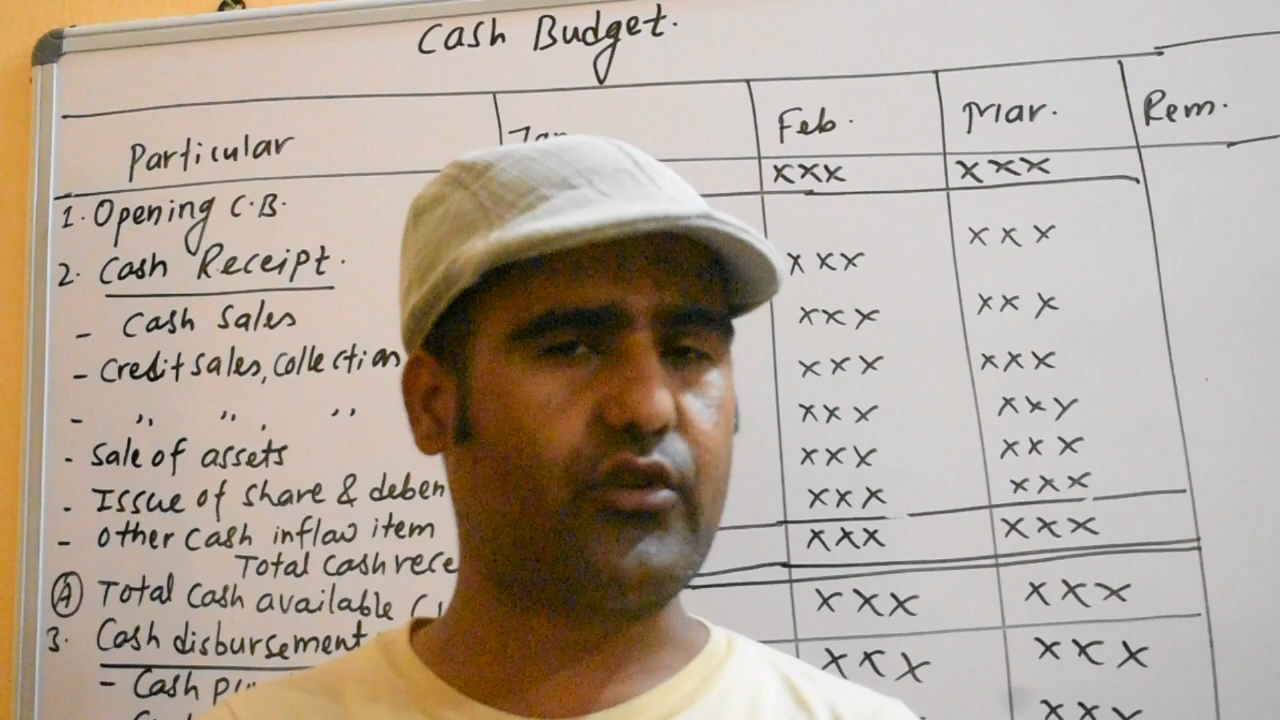 Cash Budget.
Particular Feb. Mar. Rem.
1. Opening C.B. XXX XXX
2. Cash Receipt. XXX XXX
- Cash Sales XXX XXX
- Credit sales, collection XXX XXX
- " " " XXX XXY
- Sale of assets XXX XXX
- Issue of share & deben XXX XXX
- other cash inflow item
Total cash rece XXX XXX
(A) Total cash available ( XXX XXX
3. Cash disbursement XXX XXX
- Cash XXX